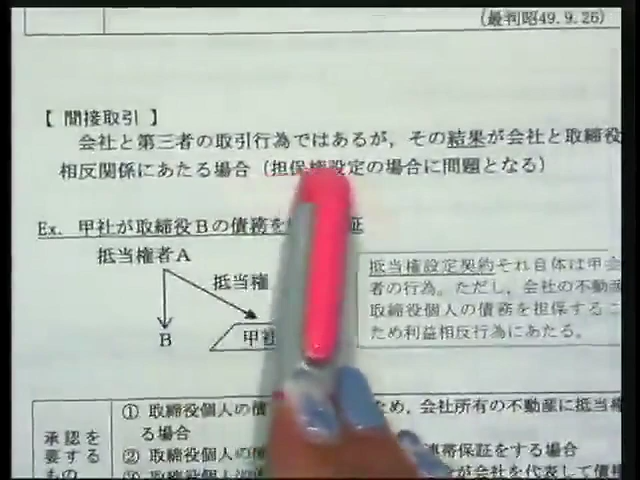 (最判昭49.9.26)
【 間接取引 】
会社と第三者の取引行為ではあるが，その結果が会社と取締役
相反関係にあたる場合（担保権設定の場合に問題となる）
Ex. 甲社が取締役Bの債務を 証
抵当権者A
抵当権
B
甲社
抵当権設定契約それ自体は甲会
者の行為。ただし，会社の不動産
取締役個人の債務を担保するこ
ため利益相反行為にあたる。
承認を
要する
もの
① 取締役個人の債 ため，会社所有の不動産に抵当権
る場合
② 取締役個人の債 連帯保証をする場合
取締役個人の債 が会社を代表して債務